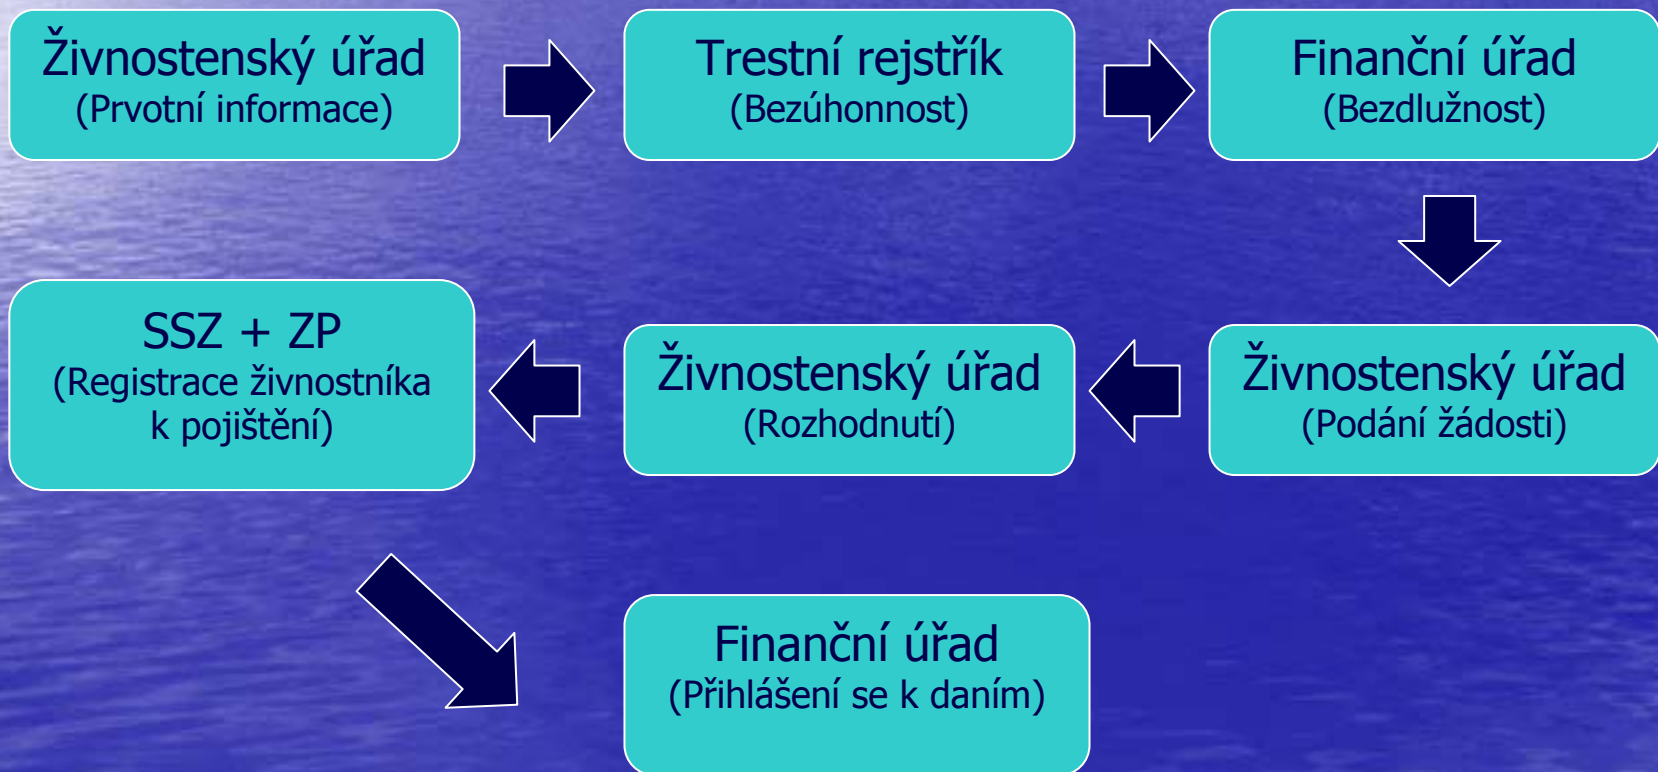 Živnostenský úřad
(Prvotní informace)
Trestní rejstřík
(Bezúhonnost)
Finanční úřad
(Bezdlužnost)
Živnostenský úřad
(Podání žádosti)
Živnostenský úřad
(Rozhodnutí)
SSZ + ZP
(Registrace živnostníka
k pojištění)
Finanční úřad
(Přihlášení se k daním)